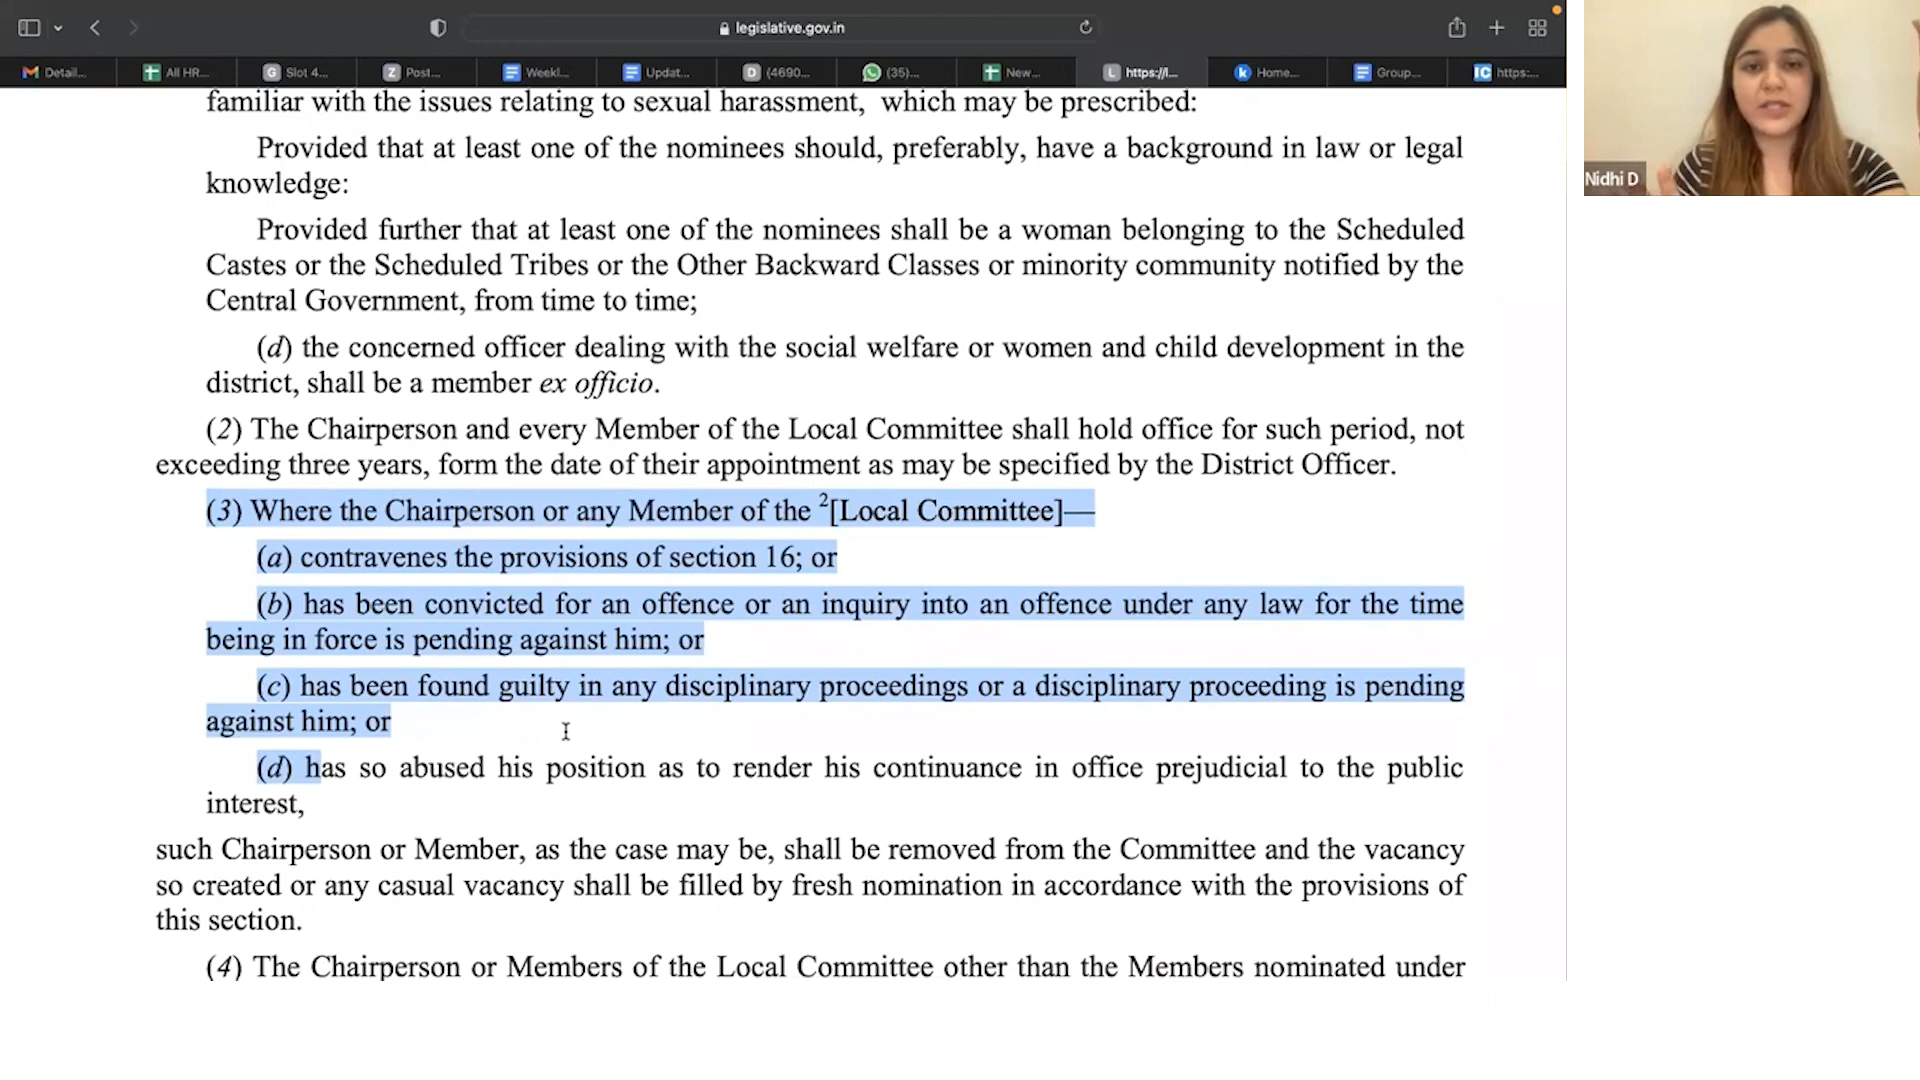 legislative.gov.in
Detail... All HR... Slot 4... Post... Weekl... Updat... (4690... (35)... New... https://l... Home... Group... https:...
familiar with the issues relating to sexual harassment, which may be prescribed:
Provided that at least one of the nominees should, preferably, have a background in law or legal
knowledge:
Provided further that at least one of the nominees shall be a woman belonging to the Scheduled
Castes or the Scheduled Tribes or the Other Backward Classes or minority community notified by the
Central Government, from time to time;
(d) the concerned officer dealing with the social welfare or women and child development in the
district, shall be a member ex officio.
(2) The Chairperson and every Member of the Local Committee shall hold office for such period, not
exceeding three years, form the date of their appointment as may be specified by the District Officer.
(3) Where the Chairperson or any Member of the 2[Local Committee]—
(a) contravenes the provisions of section 16; or
(b) has been convicted for an offence or an inquiry into an offence under any law for the time
being in force is pending against him; or
(c) has been found guilty in any disciplinary proceedings or a disciplinary proceeding is pending
against him; or
(d) has so abused his position as to render his continuance in office prejudicial to the public
interest,
such Chairperson or Member, as the case may be, shall be removed from the Committee and the vacancy
so created or any casual vacancy shall be filled by fresh nomination in accordance with the provisions of
this section.
(4) The Chairperson or Members of the Local Committee other than the Members nominated under
Nidhi D